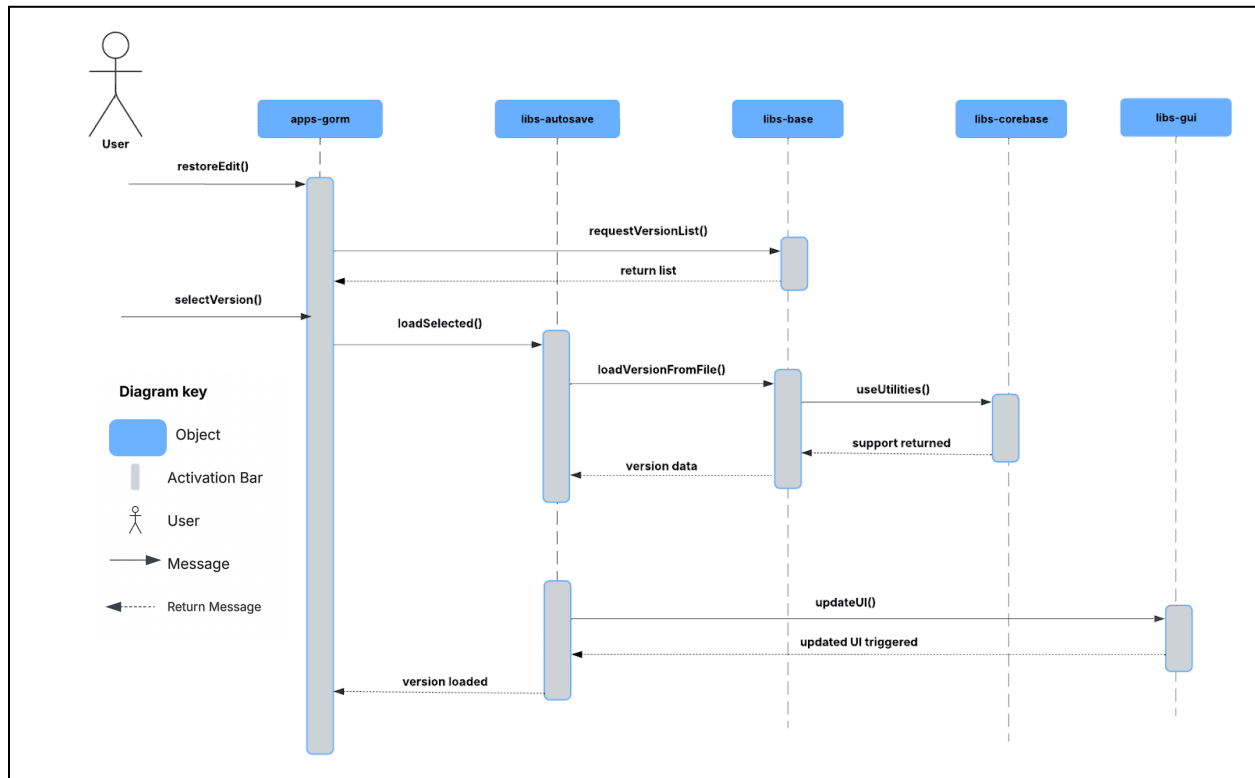 apps-gorm
libs-autosave
libs-base
libs-corebase
libs-gui
User
restoreEdit()
requestVersionList()
return list
selectVersion()
loadSelected()
loadVersionFromFile()
useUtilities()
support returned
version data
Diagram key
Object
Activation Bar
User
Message
Return Message
updateUI()
updated UI triggered
version loaded